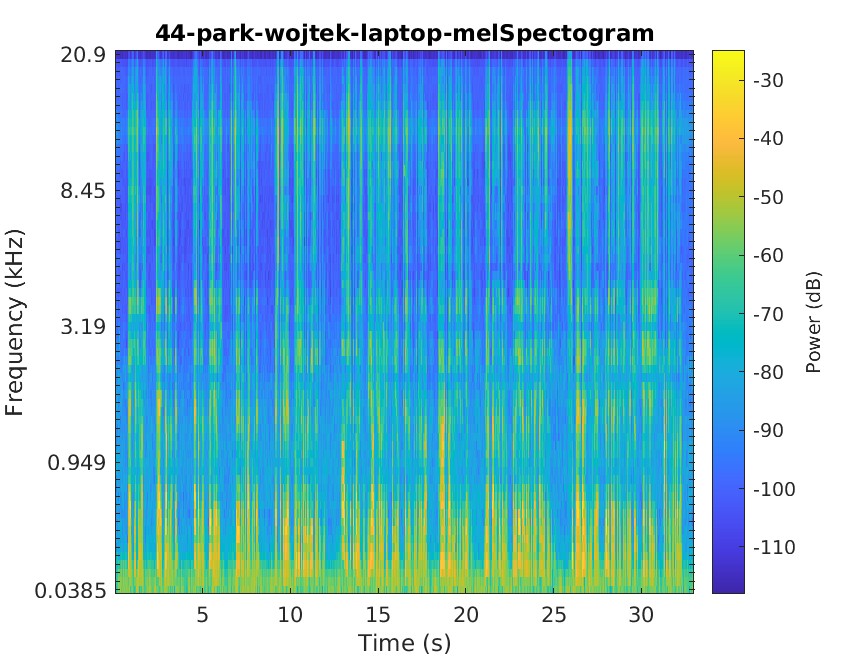 44-park-wojtek-laptop-melSpectogram
20.9
8.45
3.19
0.949
0.0385
Frequency (kHz)
5 10 15 20 25 30
Time (s)
-30
-40
-50
-60
-70
-80
-90
-100
-110
Power (dB)